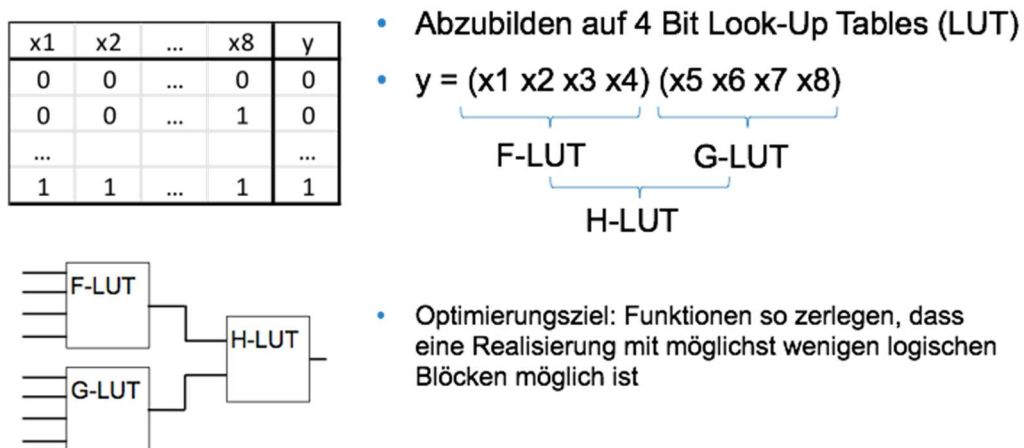 x1 x2 ... x8 y
0 0 ... 0 0
0 0 ... 1 0
... ...
1 1 ... 1 1
• Abzubilden auf 4 Bit Look-Up Tables (LUT)
• y = (x1 x2 x3 x4) (x5 x6 x7 x8)
F-LUT G-LUT
H-LUT
F-LUT
H-LUT
G-LUT
• Optimierungsziel: Funktionen so zerlegen, dass
eine Realisierung mit möglichst wenigen logischen
Blöcken möglich ist